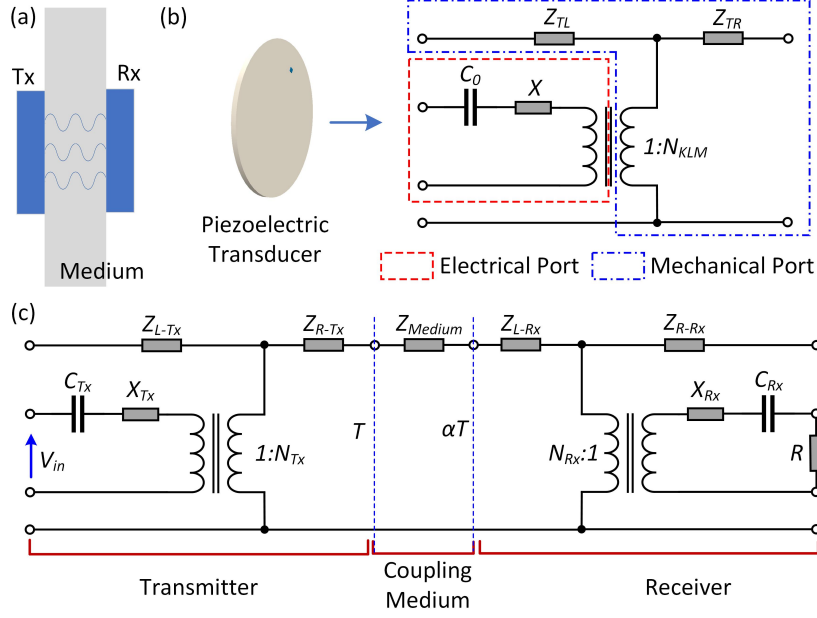 (a)
Tx
Rx
Medium
(b)
Piezoelectric
Transducer
Z_TL
Z_TR
C_0
X
1:N_KLM
Electrical Port
Mechanical Port
(c)
Z_L-Tx
Z_R-Tx
Z_Medium
Z_L-Rx
Z_R-Rx
C_Tx
X_Tx
X_Rx
C_Rx
V_in
1:N_Tx
T
αT
N_Rx:1
R
Transmitter
Coupling
Medium
Receiver